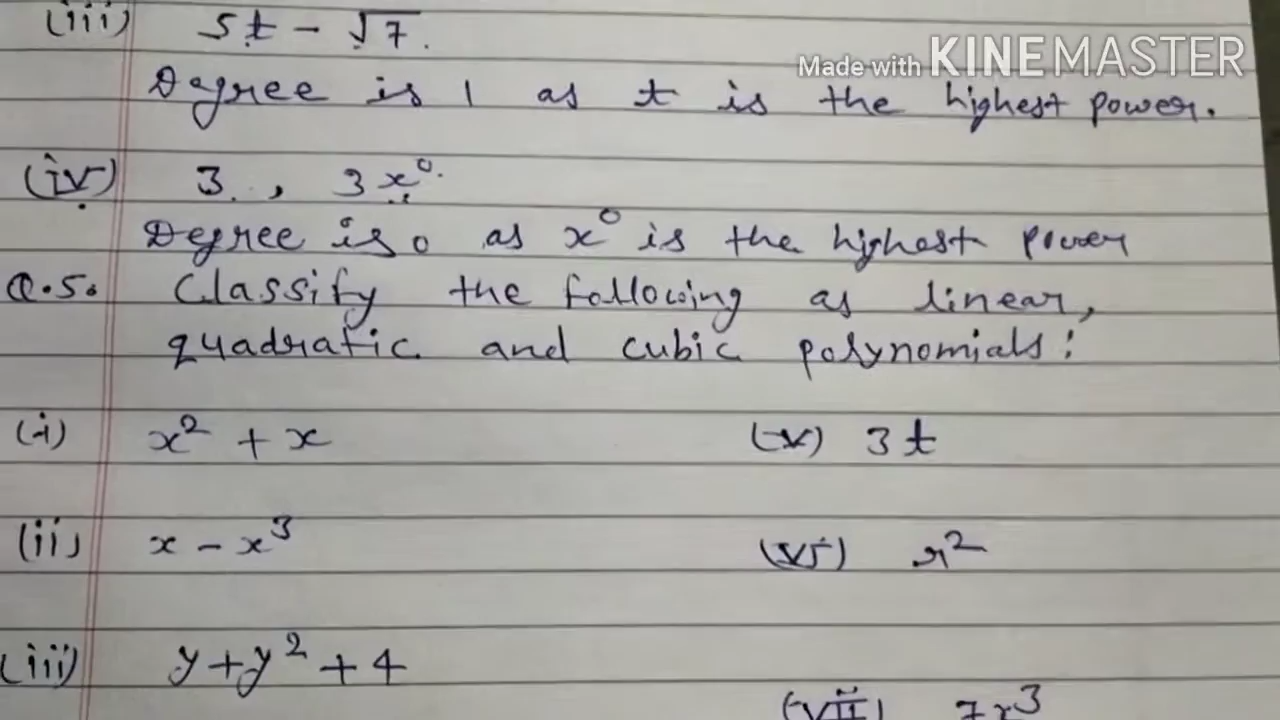 (iii) 5t - √7.
Made with KINEMASTER
Degree is 1 as t is the highest power.
(iv) 3 , 3x⁰.
Degree is 0 as x⁰ is the highest power
Q.5. Classify the following as linear,
quadratic and cubic polynomials:
(i) x² + x (v) 3t
(ii) x - x³ (vi) r²
(iii) y + y² + 4
(VII) 7x³